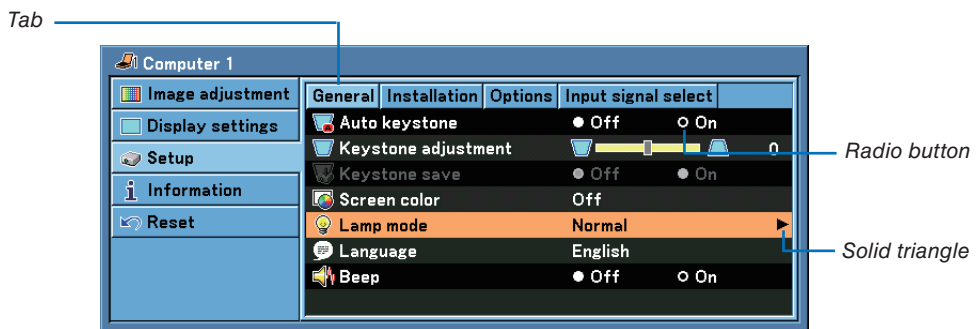 Tab
Computer 1
Image adjustment
Display settings
Setup
Information
Reset
General Installation Options Input signal select
Auto keystone Off On
Keystone adjustment 0
Keystone save Off On
Screen color Off
Lamp mode Normal
Language English
Beep Off On
Radio button
Solid triangle